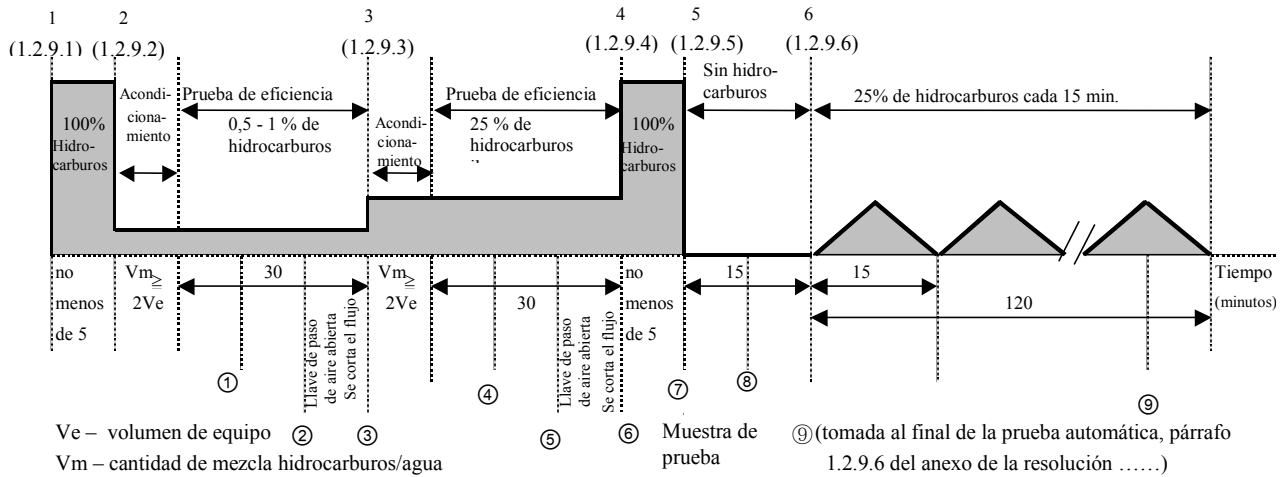 1 2 3 4 5 6
(1.2.9.1) (1.2.9.2) (1.2.9.3) (1.2.9.4) (1.2.9.5) (1.2.9.6)
100%
Hidro-
carburos
Acondi-
cionamiento
Prueba de eficiencia
0,5 - 1 % de
hidrocarburos
Acondi-
cionamiento
Prueba de eficiencia
25 % de
hidrocarburos
100%
Hidro-
carburos
Sin hidro-
carburos
25% de hidrocarburos cada 15 min.
no
menos
de 5
Vm ≧
2Ve
30
Vm ≧
2Ve
30
no
menos
de 5
15
15
120
Tiempo
(minutos)
Llave de paso
de aire abierta
Se corta el flujo
Llave de paso
de aire abierta
Se corta el flujo
① ② ③ ④ ⑤ ⑥ ⑦ ⑧ ⑨
Ve – volumen de equipo
Vm – cantidad de mezcla hidrocarburos/agua
Muestra de
prueba
⑨ (tomada al final de la prueba automática, párrafo
1.2.9.6 del anexo de la resolución ……)